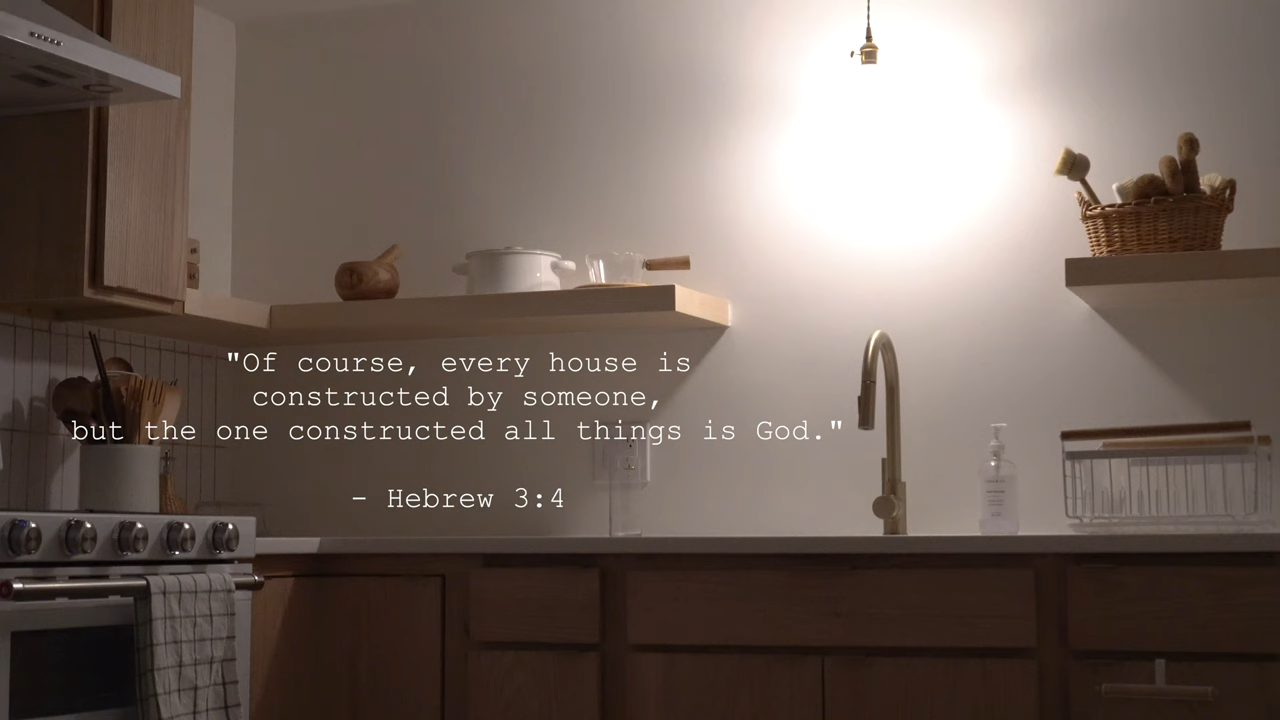 "Of course, every house is
constructed by someone,
but the one constructed all things is God."
- Hebrew 3:4